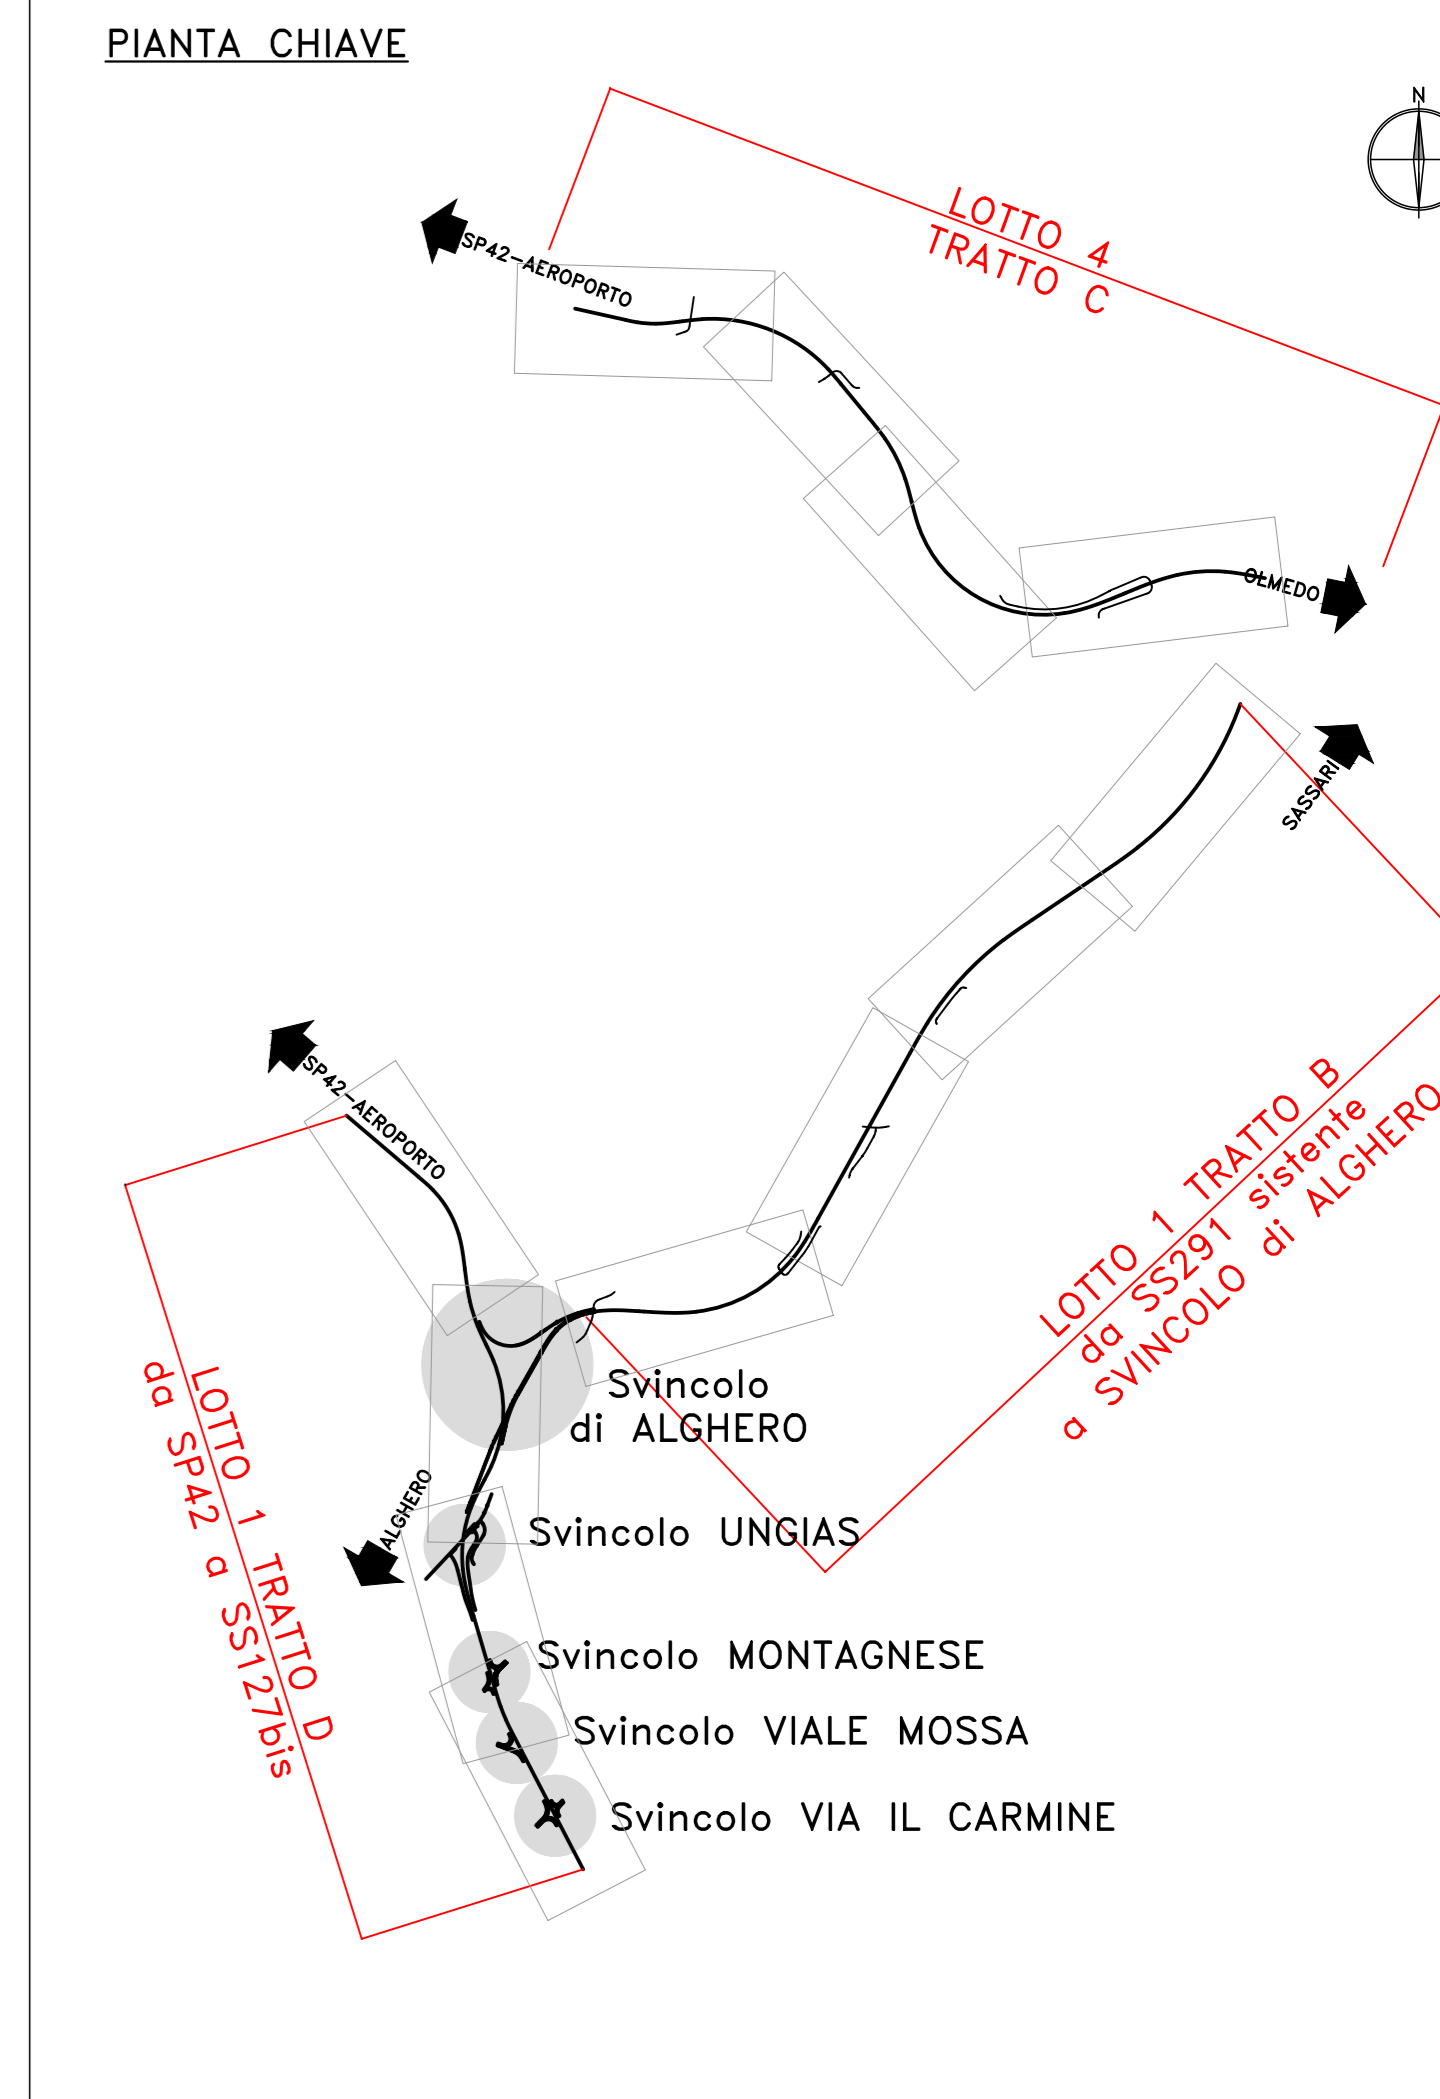 PIANTA CHIAVE
N
LOTTO 4
TRATTO C
SP42-AEROPORTO
OLMEDO
SASSARI
SP42-AEROPORTO
LOTTO 1 TRATTO B
da SS291 sistente
a SVINCOLO di ALGHERO
Svincolo
di ALGHERO
LOTTO 1 TRATTO D
da SP42 a SS127bis
ALGHERO
Svincolo UNGIAS
Svincolo MONTAGNESE
Svincolo VIALE MOSSA
Svincolo VIA IL CARMINE